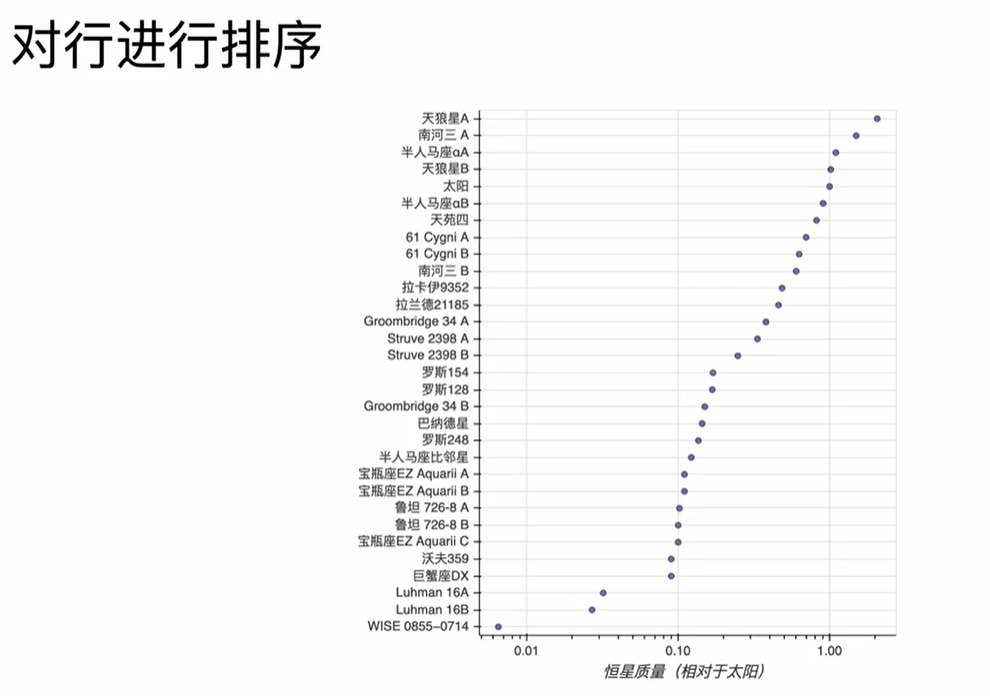 对行进行排序
天狼星A
南河三 A
半人马座αA
天狼星B
太阳
半人马座αB
天苑四
61 Cygni A
61 Cygni B
南河三 B
拉卡伊9352
拉兰德21185
Groombridge 34 A
Struve 2398 A
Struve 2398 B
罗斯154
罗斯128
Groombridge 34 B
巴纳德星
罗斯248
半人马座比邻星
宝瓶座EZ Aquarii A
宝瓶座EZ Aquarii B
鲁坦 726-8 A
鲁坦 726-8 B
宝瓶座EZ Aquarii C
沃夫359
巨蟹座DX
Luhman 16A
Luhman 16B
WISE 0855–0714
0.01 0.10 1.00
恒星质量（相对于太阳）